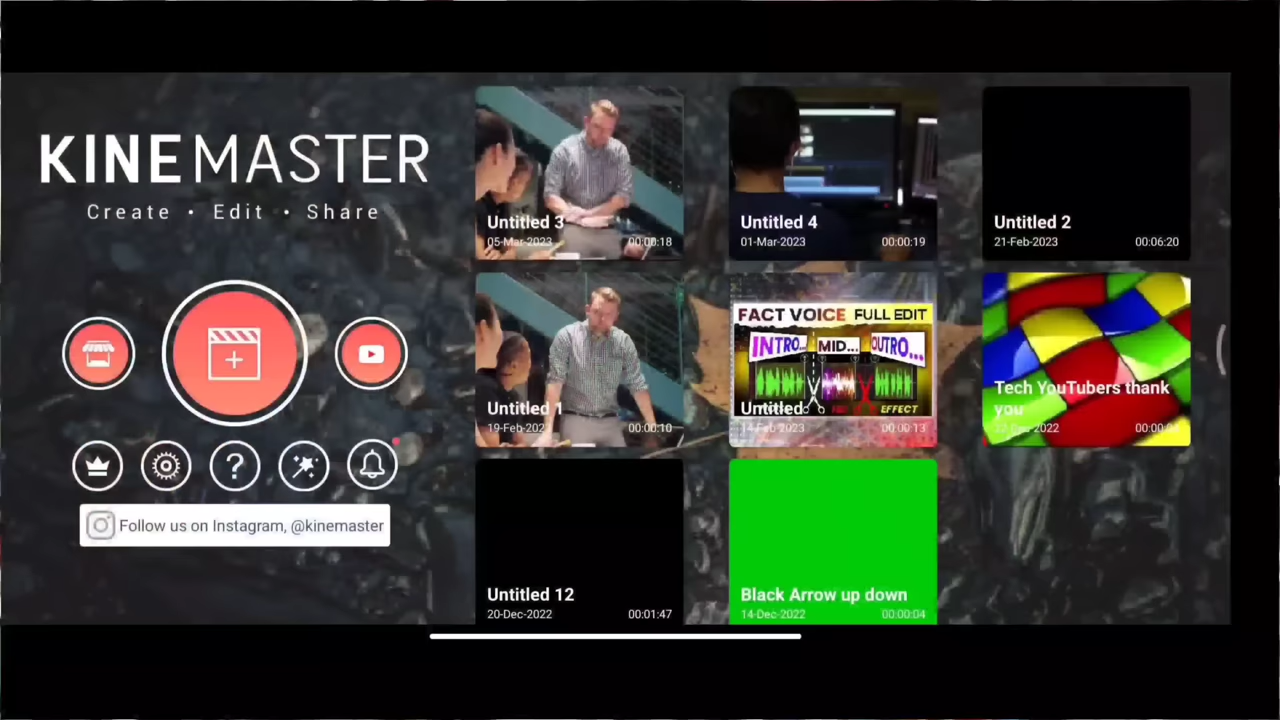 KINEMASTER
Create • Edit • Share
Follow us on Instagram, @kinemaster
Untitled 3
05-Mar-2023 00:00:18
Untitled 4
01-Mar-2023 00:00:19
Untitled 2
21-Feb-2023 00:06:20
Untitled 1
19-Feb-2023 00:00:10
FACT VOICE FULL EDIT
INTRO... MID... OUTRO...
EFFECT
Untitled
14-Feb 2023 00:00:13
Tech YouTubers thank
you
2022
Untitled 12
20-Dec-2022 00:01:47
Black Arrow up down
14-Dec-2022 00:00:04